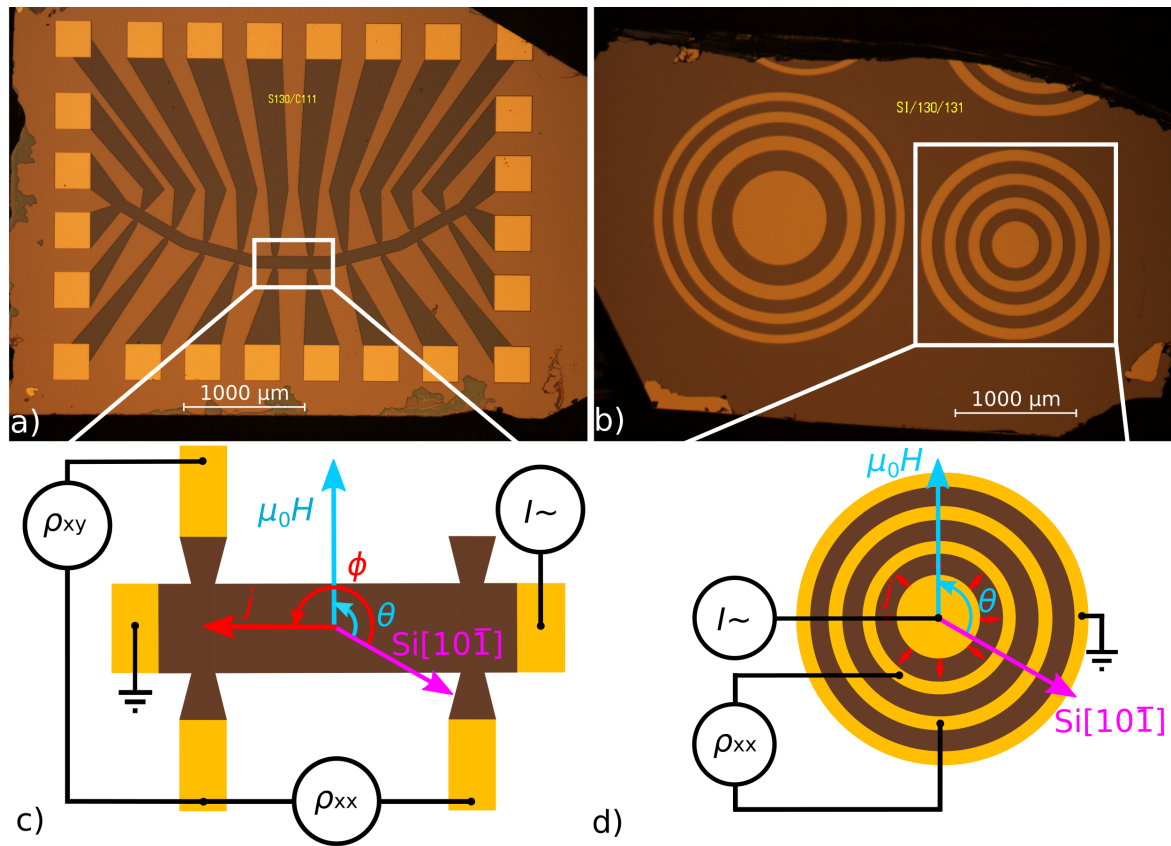 S130/C111
1000 μm
a)
SI/130/131
1000 μm
b)
ρxy
μ₀H
I~
ϕ
j
θ
Si[101̅]
ρxx
c)
μ₀H
I~
j
θ
Si[101̅]
ρxx
d)